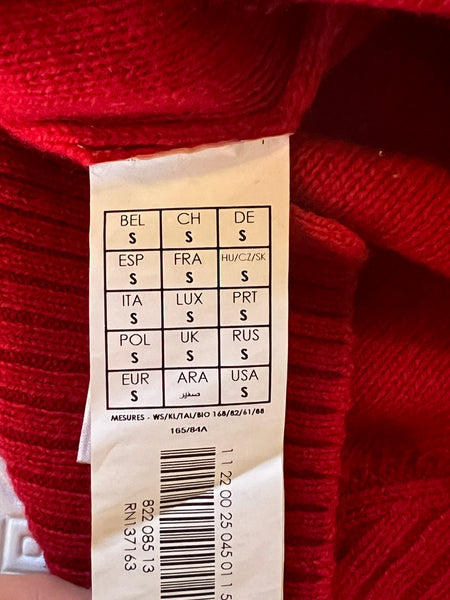 BEL CH DE
S S S
ESP FRA HU/CZ/SK
S S S
ITA LUX PRT
S S S
POL UK RUS
S S S
EUR ARA USA
S صغير S
MESURES - WS/KL/TAL/BIO 168/82/61/88
165/84A
1 1 22 00 25 045 01 1 5
822 085 13
RN137163